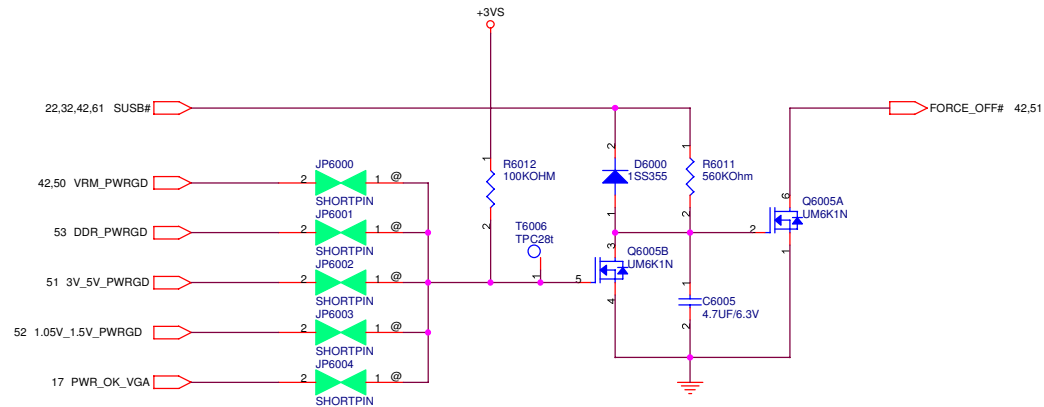 +3VS
22,32,42,61 SUSB#
FORCE_OFF# 42,51
JP6000
42,50 VRM_PWRGD 2 1 @
SHORTPIN
JP6001
53 DDR_PWRGD 2 1 @
SHORTPIN
JP6002
51 3V_5V_PWRGD 2 1 @
SHORTPIN
JP6003
52 1.05V_1.5V_PWRGD 2 1 @
SHORTPIN
JP6004
17 PWR_OK_VGA 2 1 @
SHORTPIN
1
R6012
100KOHM
2
T6006
TPC28t
1
2
D6000
1SS355
1
1
R6011
560KOhm
2
3
Q6005B
UM6K1N
5
4
1
C6005
4.7UF/6.3V
2
6
Q6005A
UM6K1N
2
1